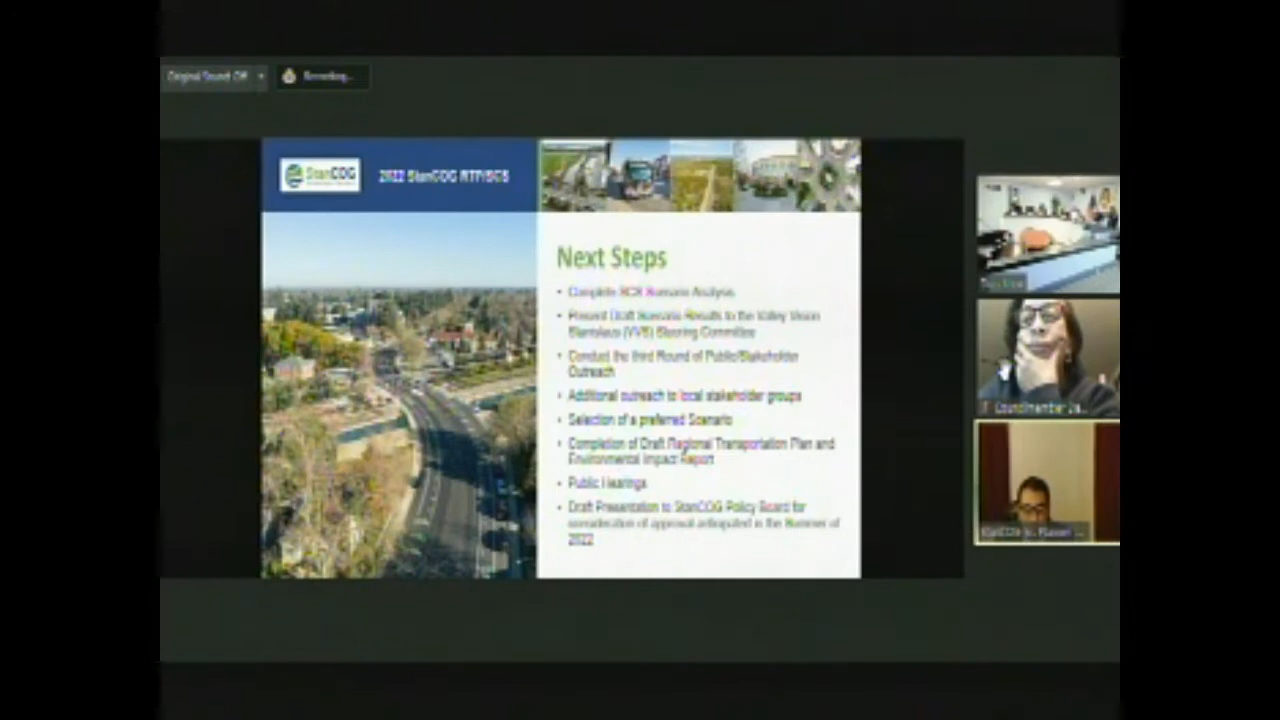 Original Sound: Off
Recording...
StanCOG
2022 StanCOG RTP/SCS
Next Steps
• Complete SCS Scenario Analysis
• Present Draft Scenario Results to the Valley Vision
Stanislaus (VVS) Steering Committee
• Conduct the third Round of Public/Stakeholder
Outreach
• Additional outreach to local stakeholder groups
• Selection of a preferred Scenario
• Completion of Draft Regional Transportation Plan and
Environmental Impact Report
• Public Hearings
• Draft Presentation to StanCOG Policy Board for
consideration of approval anticipated in the Summer of
2022
Councilmember
StanCOG